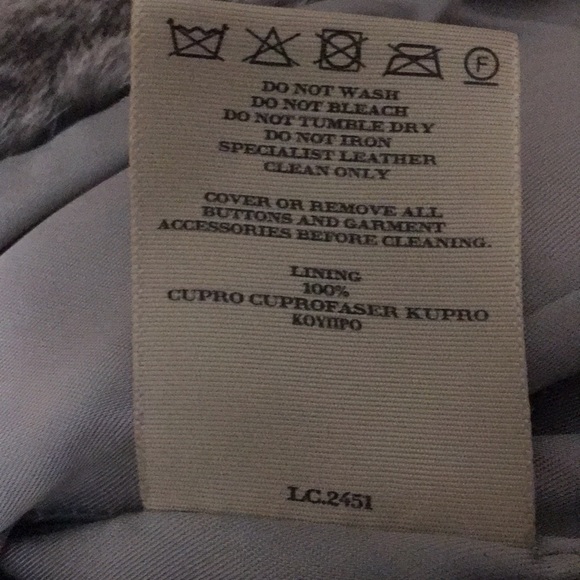 F
DO NOT WASH
DO NOT BLEACH
DO NOT TUMBLE DRY
DO NOT IRON
SPECIALIST LEATHER
CLEAN ONLY
COVER OR REMOVE ALL
BUTTONS AND GARMENT
ACCESSORIES BEFORE CLEANING.
LINING
100%
CUPRO CUPROFASER KUPRO
ΚΟΥΠΡΟ
LC.2451